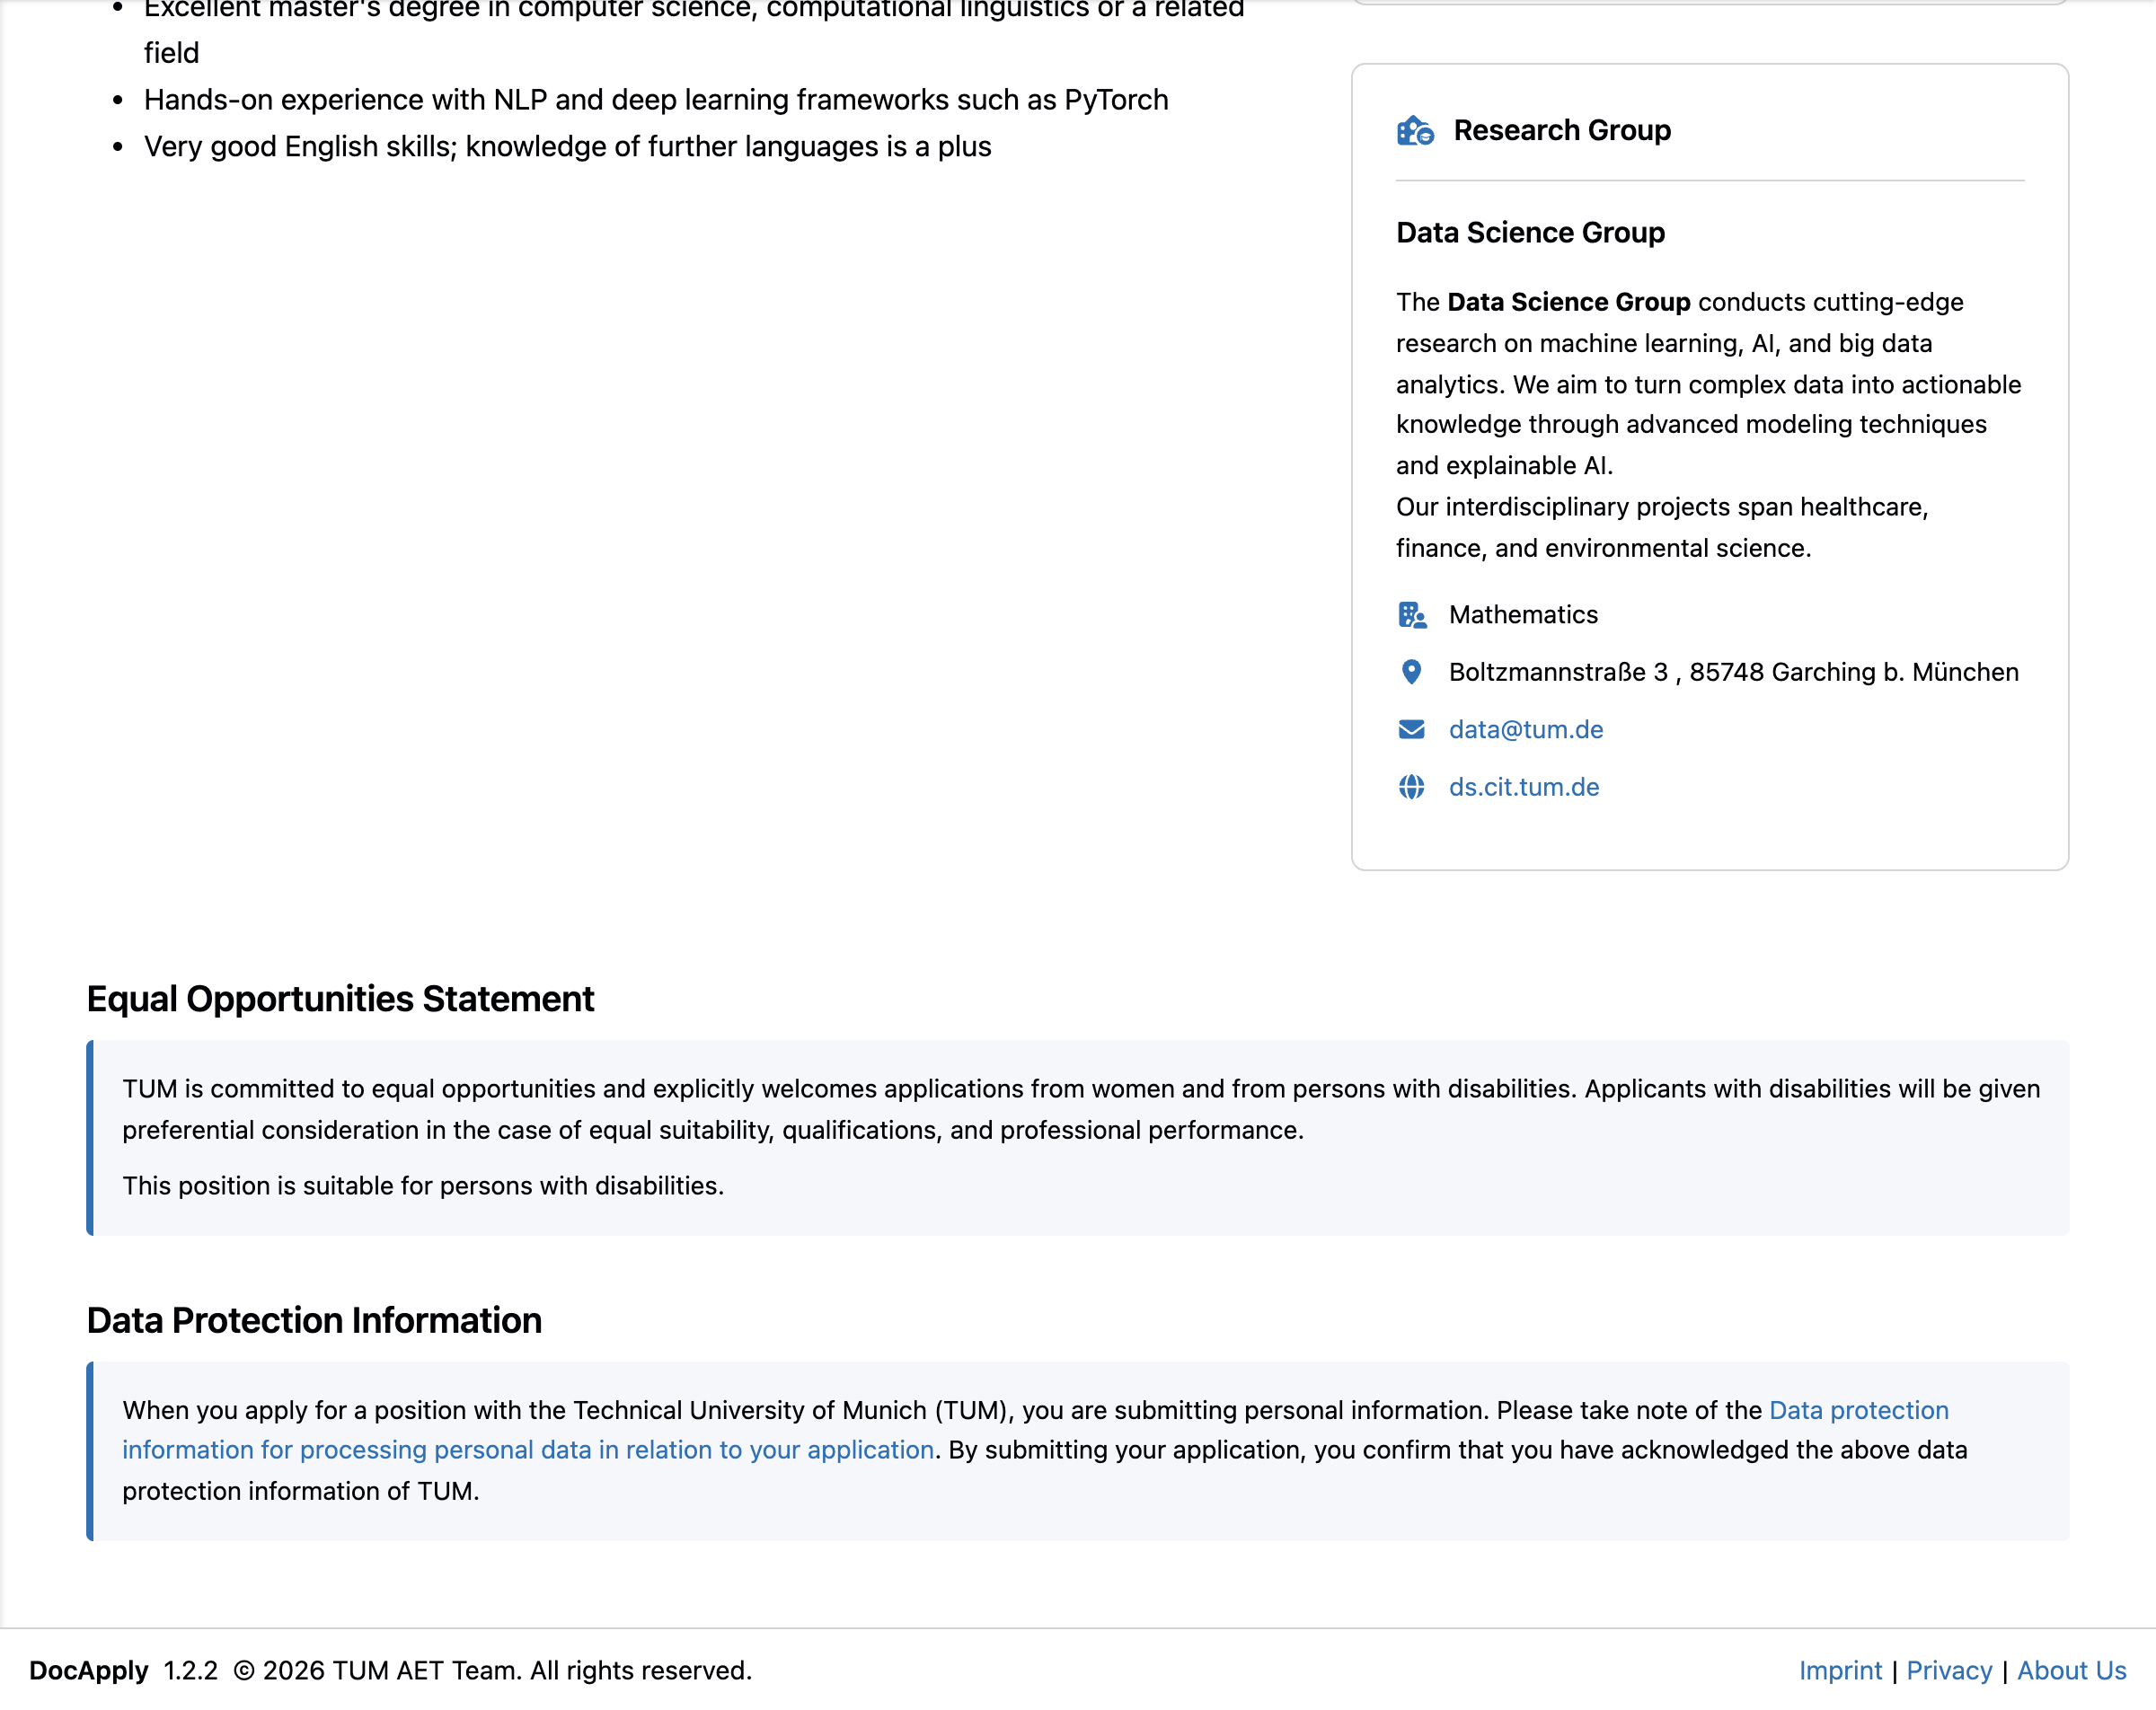 Excellent master's degree in computer science, computational linguistics or a related
field
Hands-on experience with NLP and deep learning frameworks such as PyTorch
Very good English skills; knowledge of further languages is a plus
Research Group
Data Science Group
The Data Science Group conducts cutting-edge
research on machine learning, AI, and big data
analytics. We aim to turn complex data into actionable
knowledge through advanced modeling techniques
and explainable AI.
Our interdisciplinary projects span healthcare,
finance, and environmental science.
Mathematics
Boltzmannstraße 3 , 85748 Garching b. München
data@tum.de
ds.cit.tum.de
Equal Opportunities Statement
TUM is committed to equal opportunities and explicitly welcomes applications from women and from persons with disabilities. Applicants with disabilities will be given
preferential consideration in the case of equal suitability, qualifications, and professional performance.
This position is suitable for persons with disabilities.
Data Protection Information
When you apply for a position with the Technical University of Munich (TUM), you are submitting personal information. Please take note of the Data protection
information for processing personal data in relation to your application. By submitting your application, you confirm that you have acknowledged the above data
protection information of TUM.
DocApply 1.2.2 © 2026 TUM AET Team. All rights reserved.
Imprint | Privacy | About Us